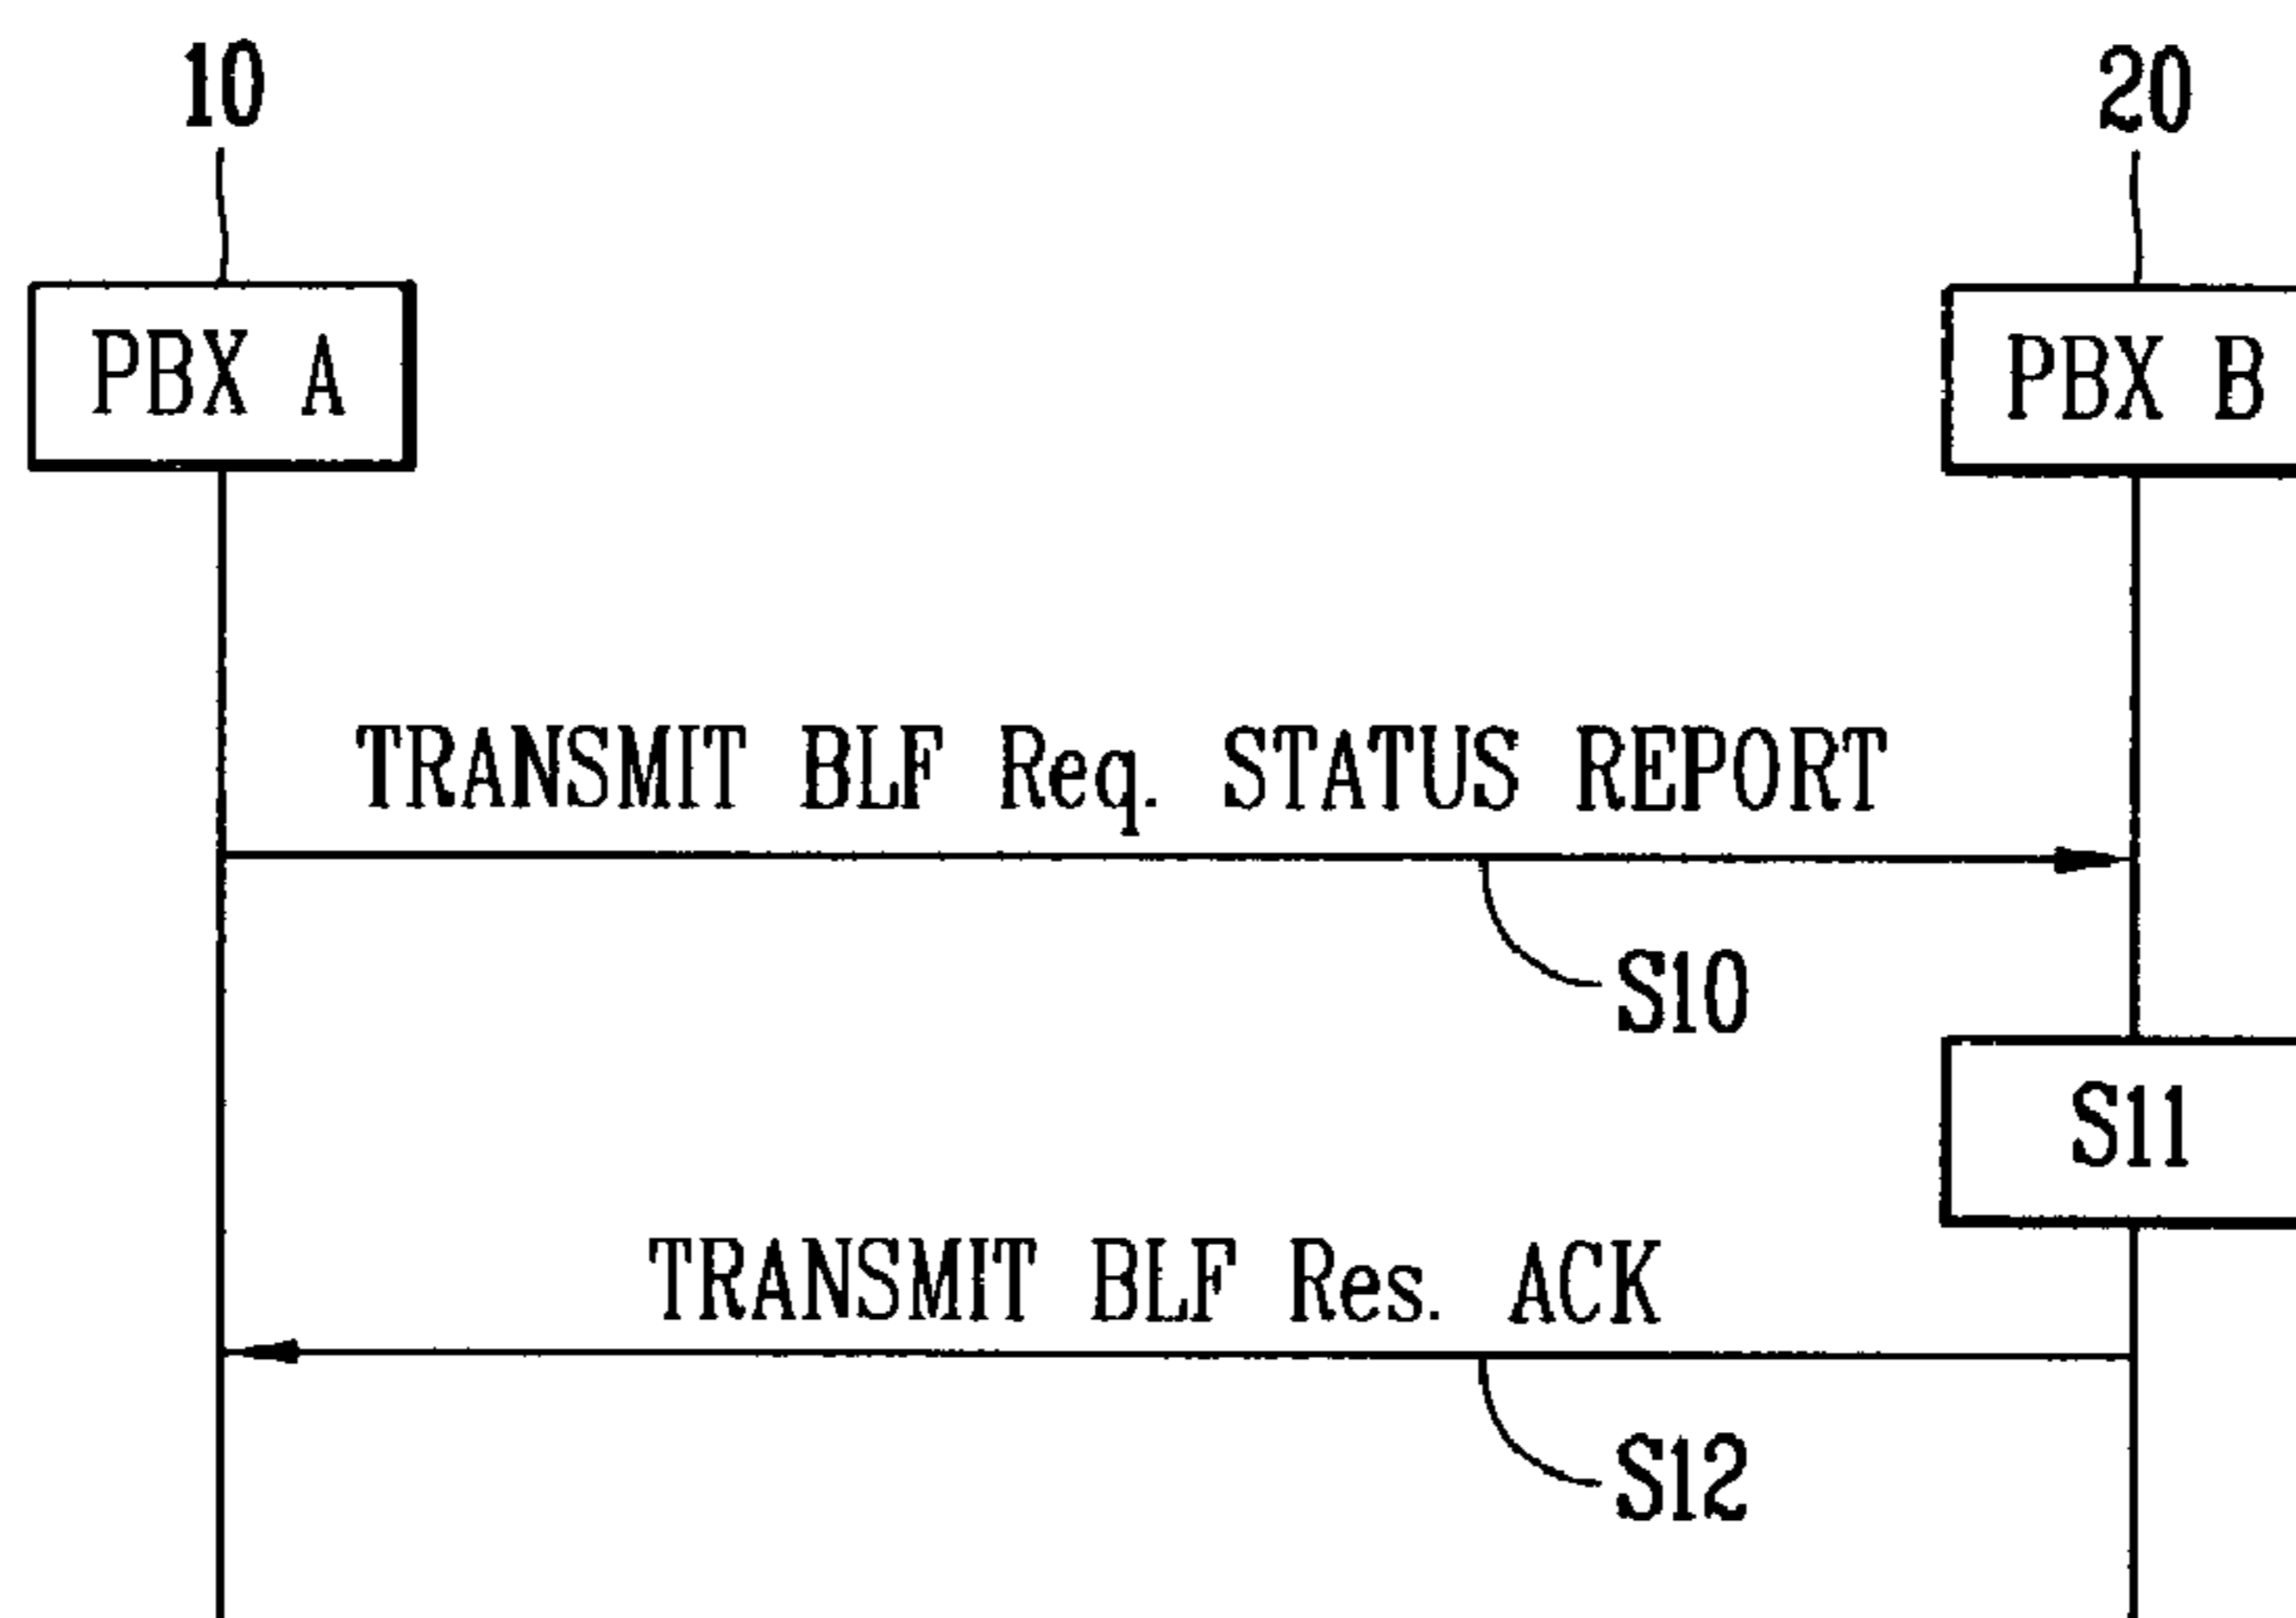 10
20
PBX A
PBX B
TRANSMIT BLF Req. STATUS REPORT
S10
S11
TRANSMIT BLF Res. ACK
S12